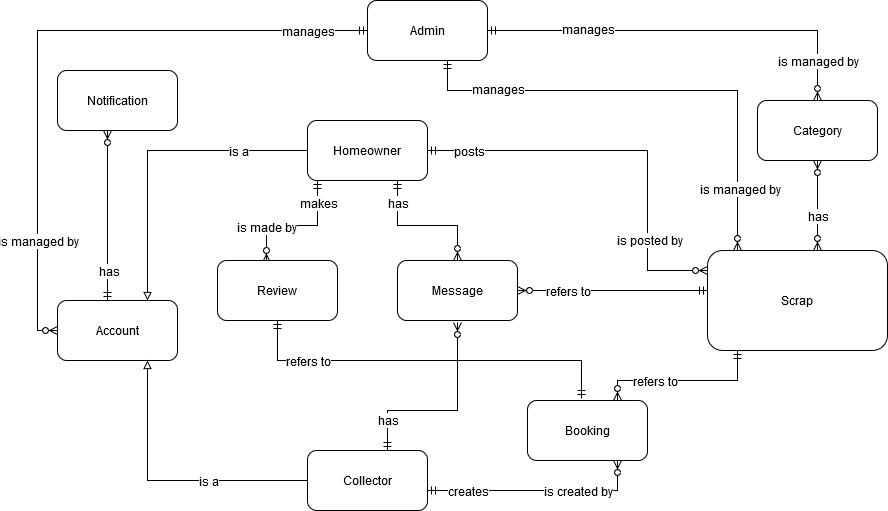 Admin
manages
manages
is managed by
manages
Notification
Homeowner
is a
posts
Category
is managed by
makes
has
has
is made by
is managed by
is posted by
has
Review
Message
refers to
Scrap
Account
refers to
refers to
has
Booking
is a
Collector
creates
is created by